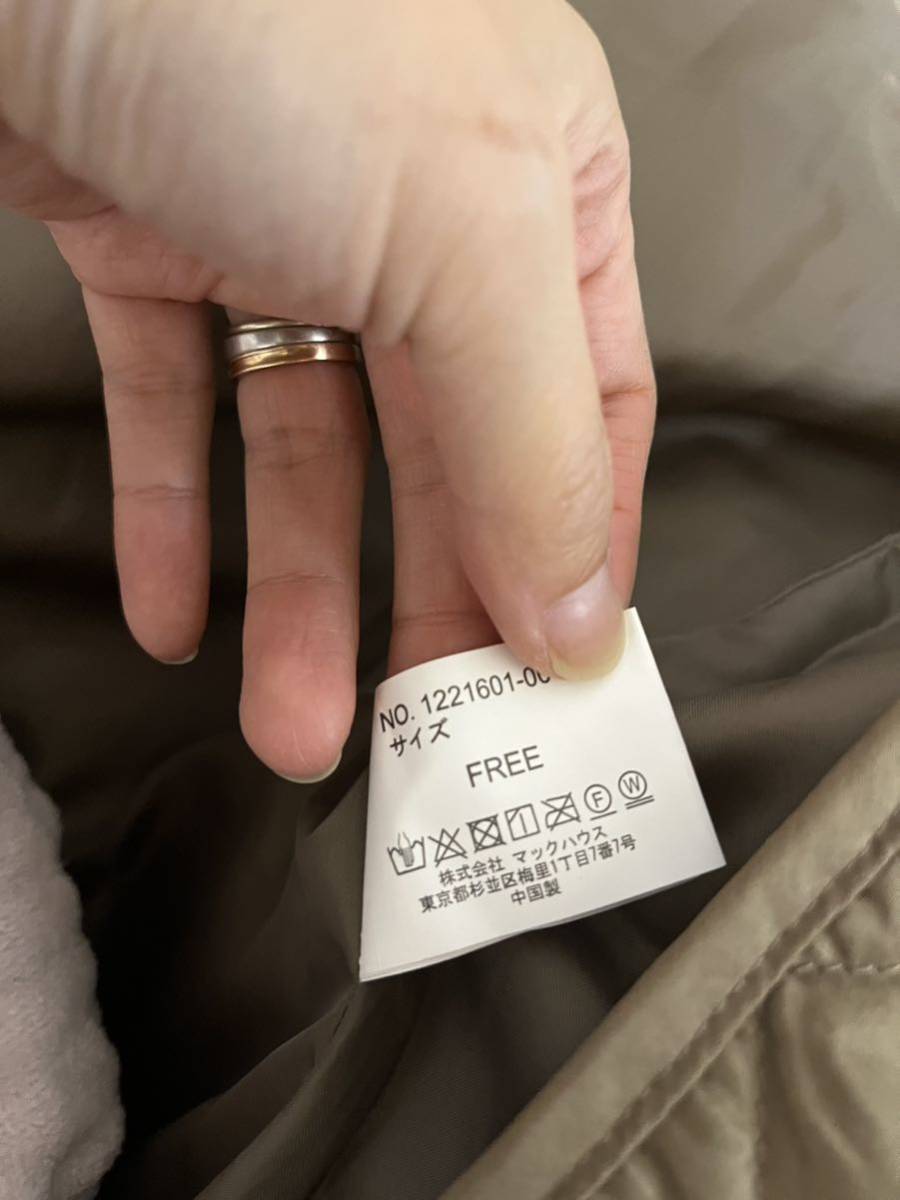 NO. 1221601-0
サイズ
FREE
F W
株式会社 マックハウス
東京都杉並区梅里1丁目7番7号
中国製